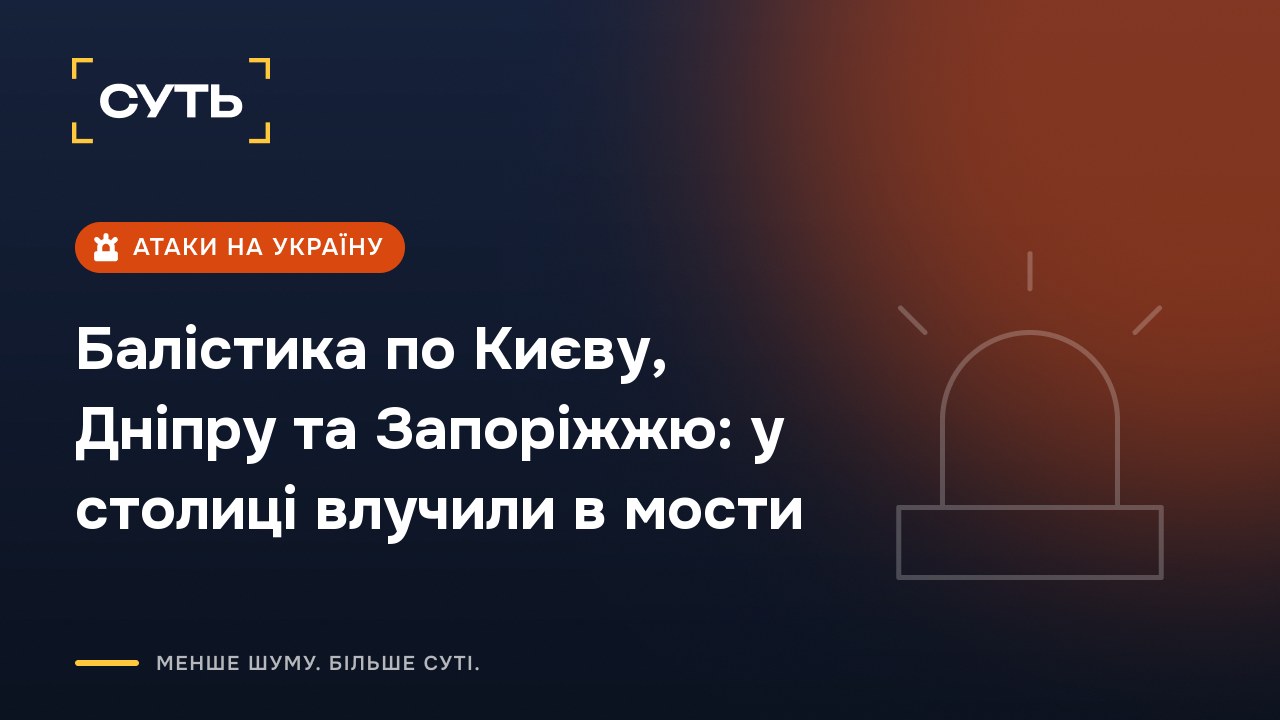 СУТЬ
АТАКИ НА УКРАЇНУ
Балістика по Києву,
Дніпру та Запоріжжю: у
столиці влучили в мости
МЕНШЕ ШУМУ. БІЛЬШЕ СУТІ.